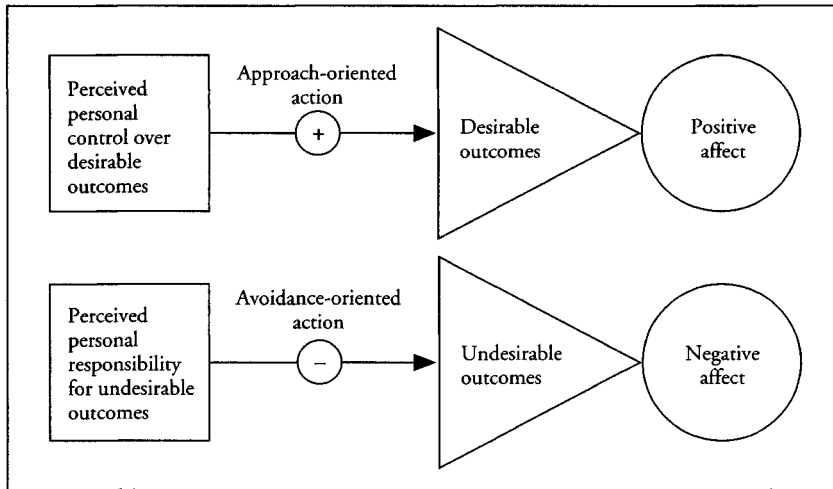 Perceived
personal
control over
desirable
outcomes
Approach-oriented
action
+
Desirable
outcomes
Positive
affect
Perceived
personal
responsibility
for undesirable
outcomes
Avoidance-oriented
action
−
Undesirable
outcomes
Negative
affect